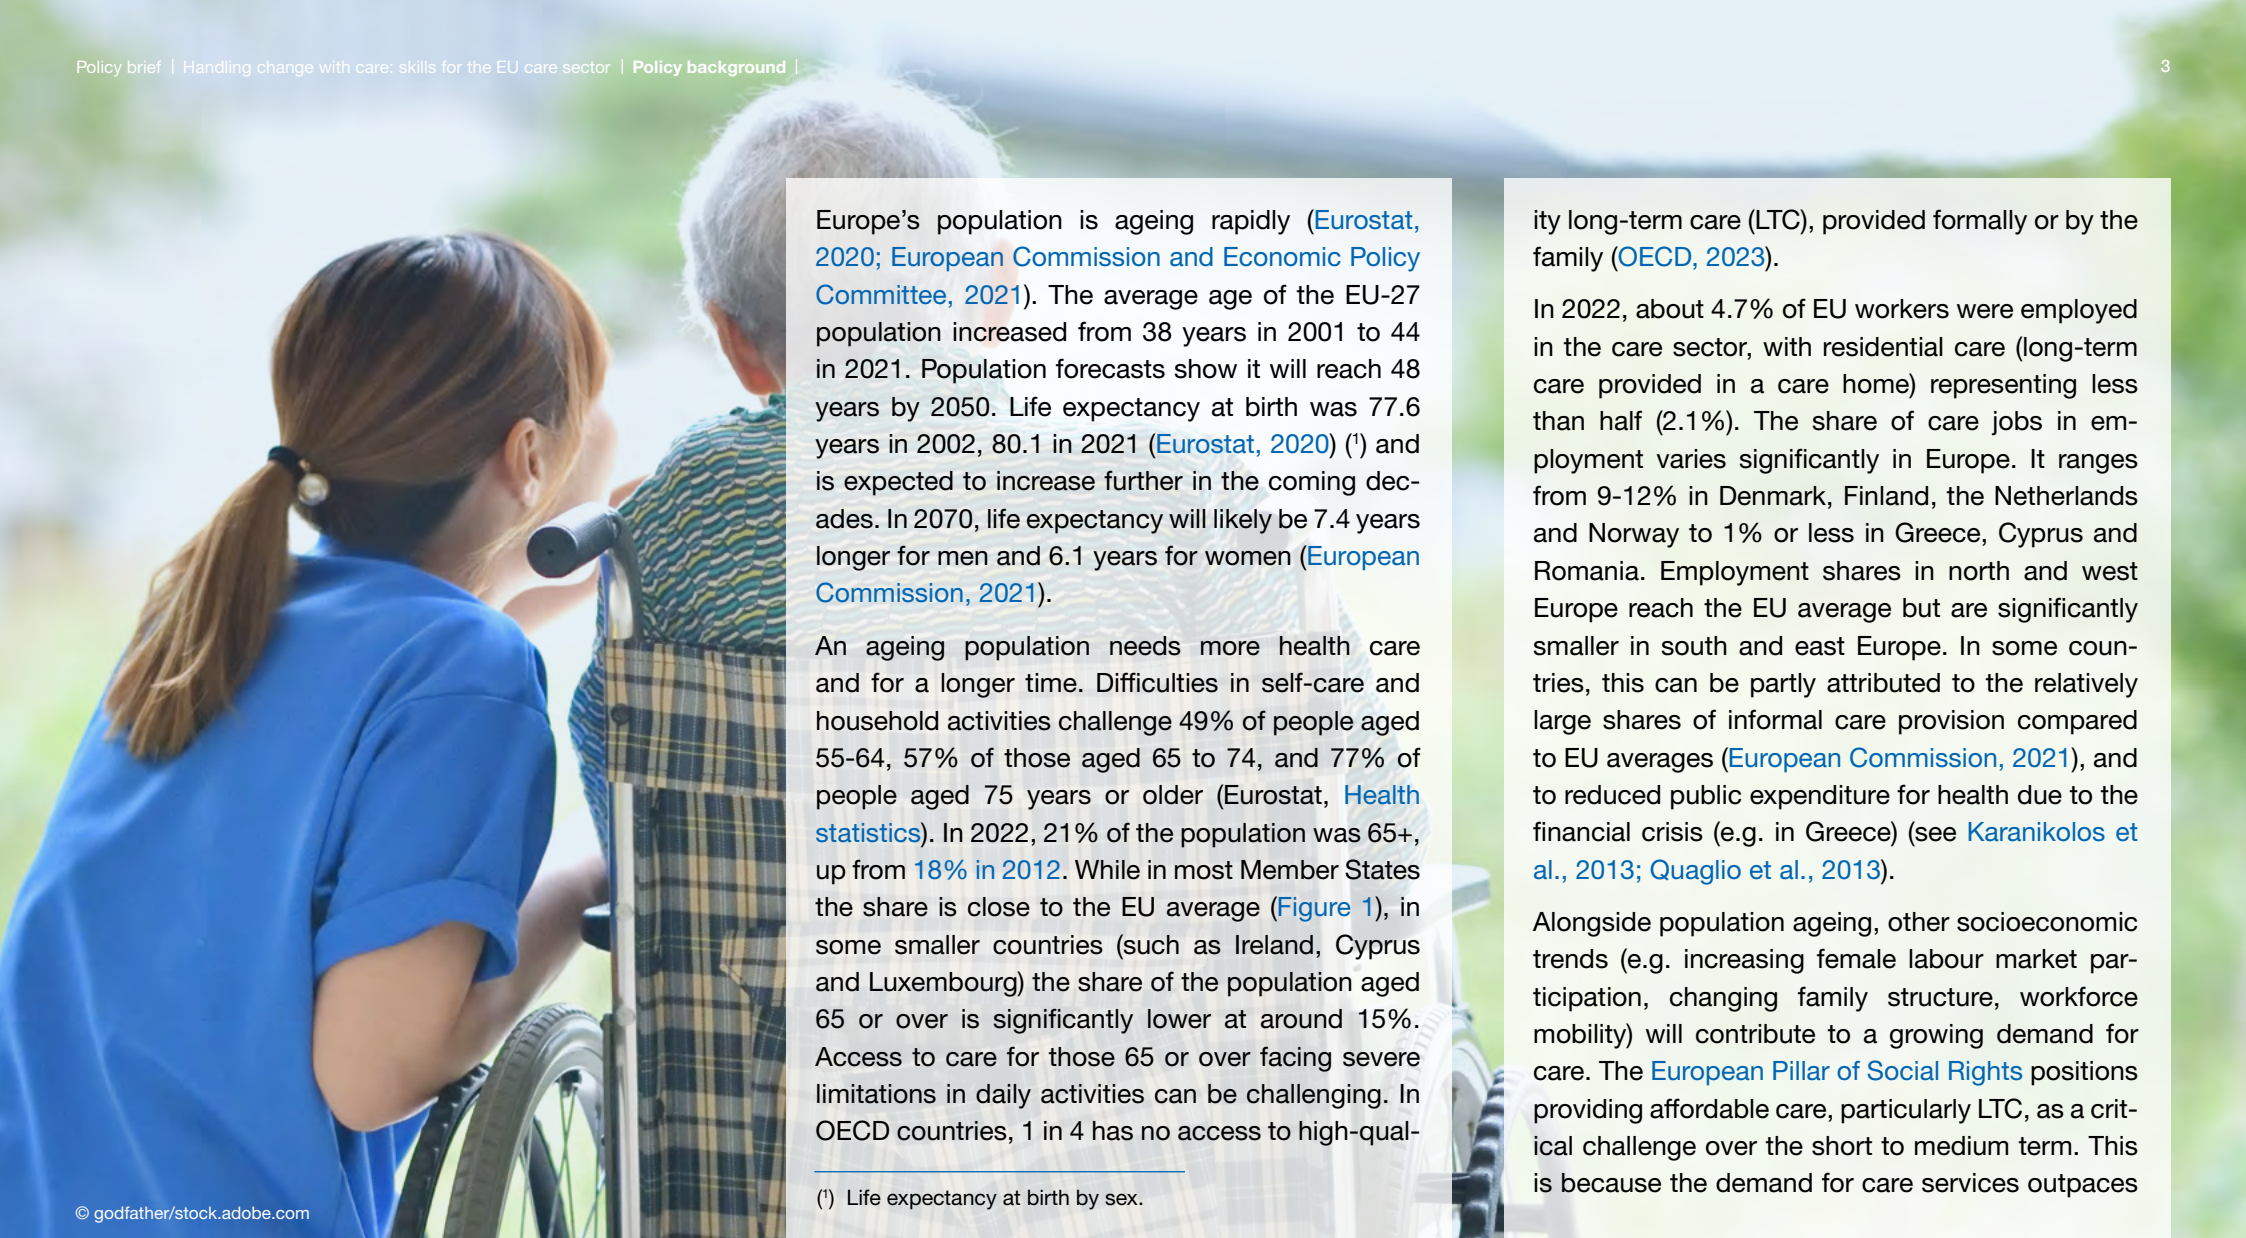 Policy brief | Handling change with care: skills for the EU care sector | Policy background |
3
Europe’s population is ageing rapidly (Eurostat,
2020; European Commission and Economic Policy
Committee, 2021). The average age of the EU-27
population increased from 38 years in 2001 to 44
in 2021. Population forecasts show it will reach 48
years by 2050. Life expectancy at birth was 77.6
years in 2002, 80.1 in 2021 (Eurostat, 2020) (¹) and
is expected to increase further in the coming dec-
ades. In 2070, life expectancy will likely be 7.4 years
longer for men and 6.1 years for women (European
Commission, 2021).
An ageing population needs more health care
and for a longer time. Difficulties in self-care and
household activities challenge 49% of people aged
55-64, 57% of those aged 65 to 74, and 77% of
people aged 75 years or older (Eurostat, Health
statistics). In 2022, 21% of the population was 65+,
up from 18% in 2012. While in most Member States
the share is close to the EU average (Figure 1), in
some smaller countries (such as Ireland, Cyprus
and Luxembourg) the share of the population aged
65 or over is significantly lower at around 15%.
Access to care for those 65 or over facing severe
limitations in daily activities can be challenging. In
OECD countries, 1 in 4 has no access to high-qual-
(¹) Life expectancy at birth by sex.
ity long-term care (LTC), provided formally or by the
family (OECD, 2023).
In 2022, about 4.7% of EU workers were employed
in the care sector, with residential care (long-term
care provided in a care home) representing less
than half (2.1%). The share of care jobs in em-
ployment varies significantly in Europe. It ranges
from 9-12% in Denmark, Finland, the Netherlands
and Norway to 1% or less in Greece, Cyprus and
Romania. Employment shares in north and west
Europe reach the EU average but are significantly
smaller in south and east Europe. In some coun-
tries, this can be partly attributed to the relatively
large shares of informal care provision compared
to EU averages (European Commission, 2021), and
to reduced public expenditure for health due to the
financial crisis (e.g. in Greece) (see Karanikolos et
al., 2013; Quaglio et al., 2013).
Alongside population ageing, other socioeconomic
trends (e.g. increasing female labour market par-
ticipation, changing family structure, workforce
mobility) will contribute to a growing demand for
care. The European Pillar of Social Rights positions
providing affordable care, particularly LTC, as a crit-
ical challenge over the short to medium term. This
is because the demand for care services outpaces
© godfather/stock.adobe.com